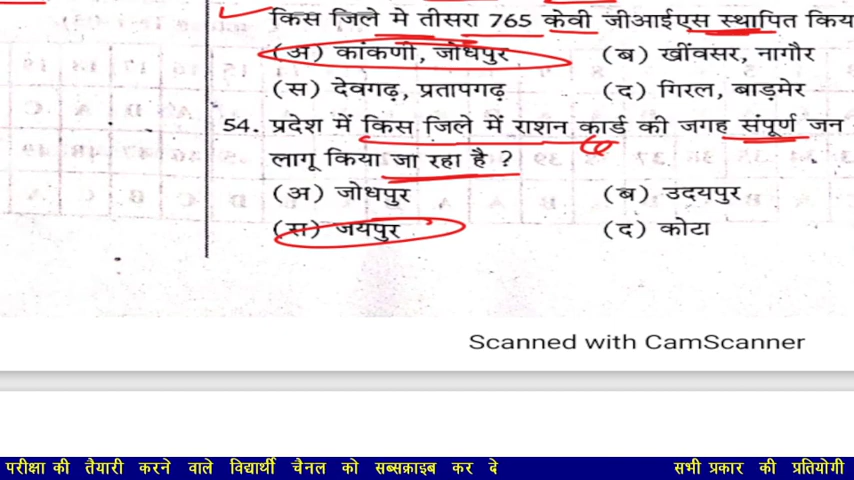 किस जिले मे तीसरा 765 केवी जीआईएस स्थापित किय
(अ) कांकणी, जोधपुर (ब) खींवसर, नागौर
(स) देवगढ़, प्रतापगढ़ (द) गिरल, बाड़मेर
54. प्रदेश में किस जिले में राशन कार्ड की जगह संपूर्ण जन
लागू किया जा रहा है ?
(अ) जोधपुर (ब) उदयपुर
(स) जयपुर (द) कोटा
Scanned with CamScanner
परीक्षा की तैयारी करने वाले विद्यार्थी चैनल को सब्सक्राइब कर दे सभी प्रकार की प्रतियोगी